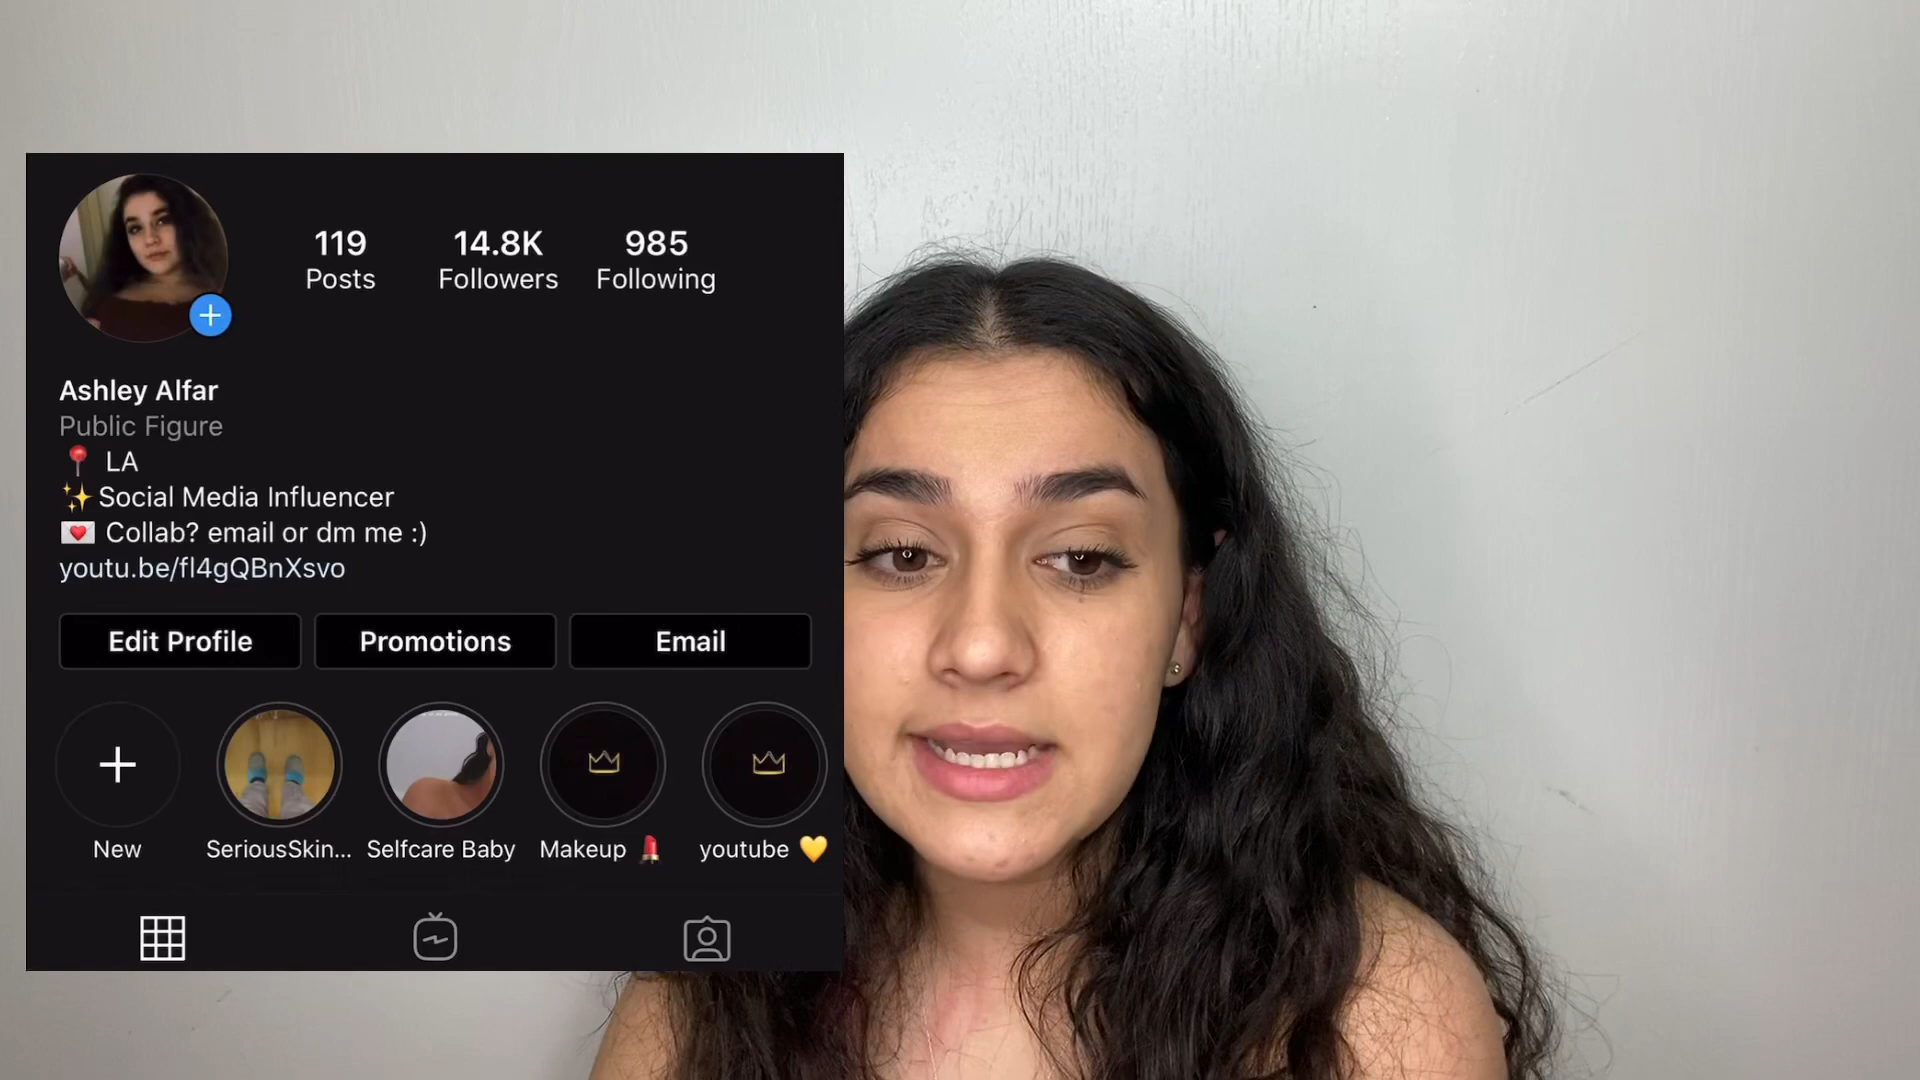 119 14.8K 985
Posts Followers Following
Ashley Alfar
Public Figure
📍 LA
✨Social Media Influencer
💌 Collab? email or dm me :)
youtu.be/fl4gQBnXsvo
Edit Profile Promotions Email
New SeriousSkin... Selfcare Baby Makeup 💄 youtube 💛